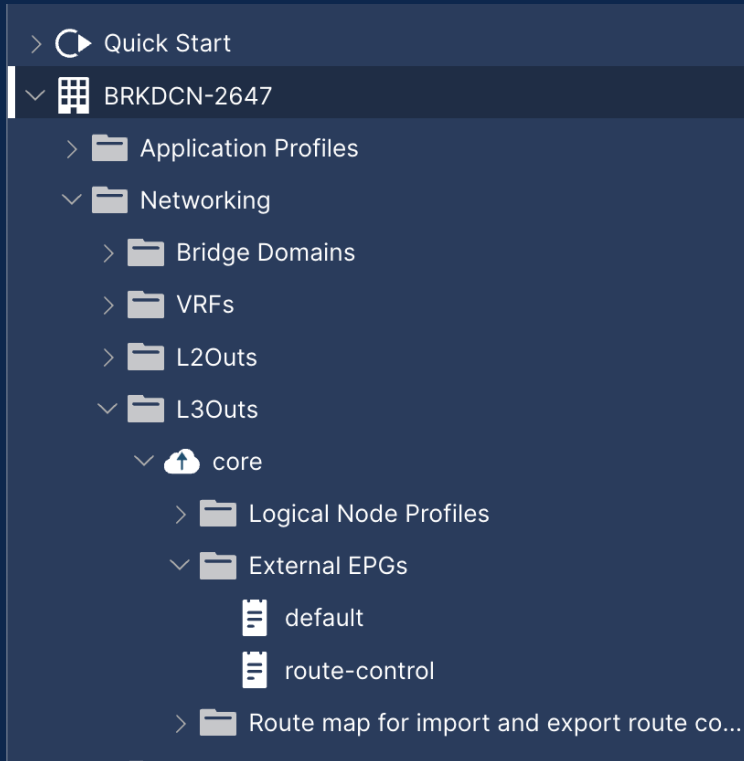 Quick Start
BRKDCN-2647
Application Profiles
Networking
Bridge Domains
VRFs
L2Outs
L3Outs
core
Logical Node Profiles
External EPGs
default
route-control
Route map for import and export route co...